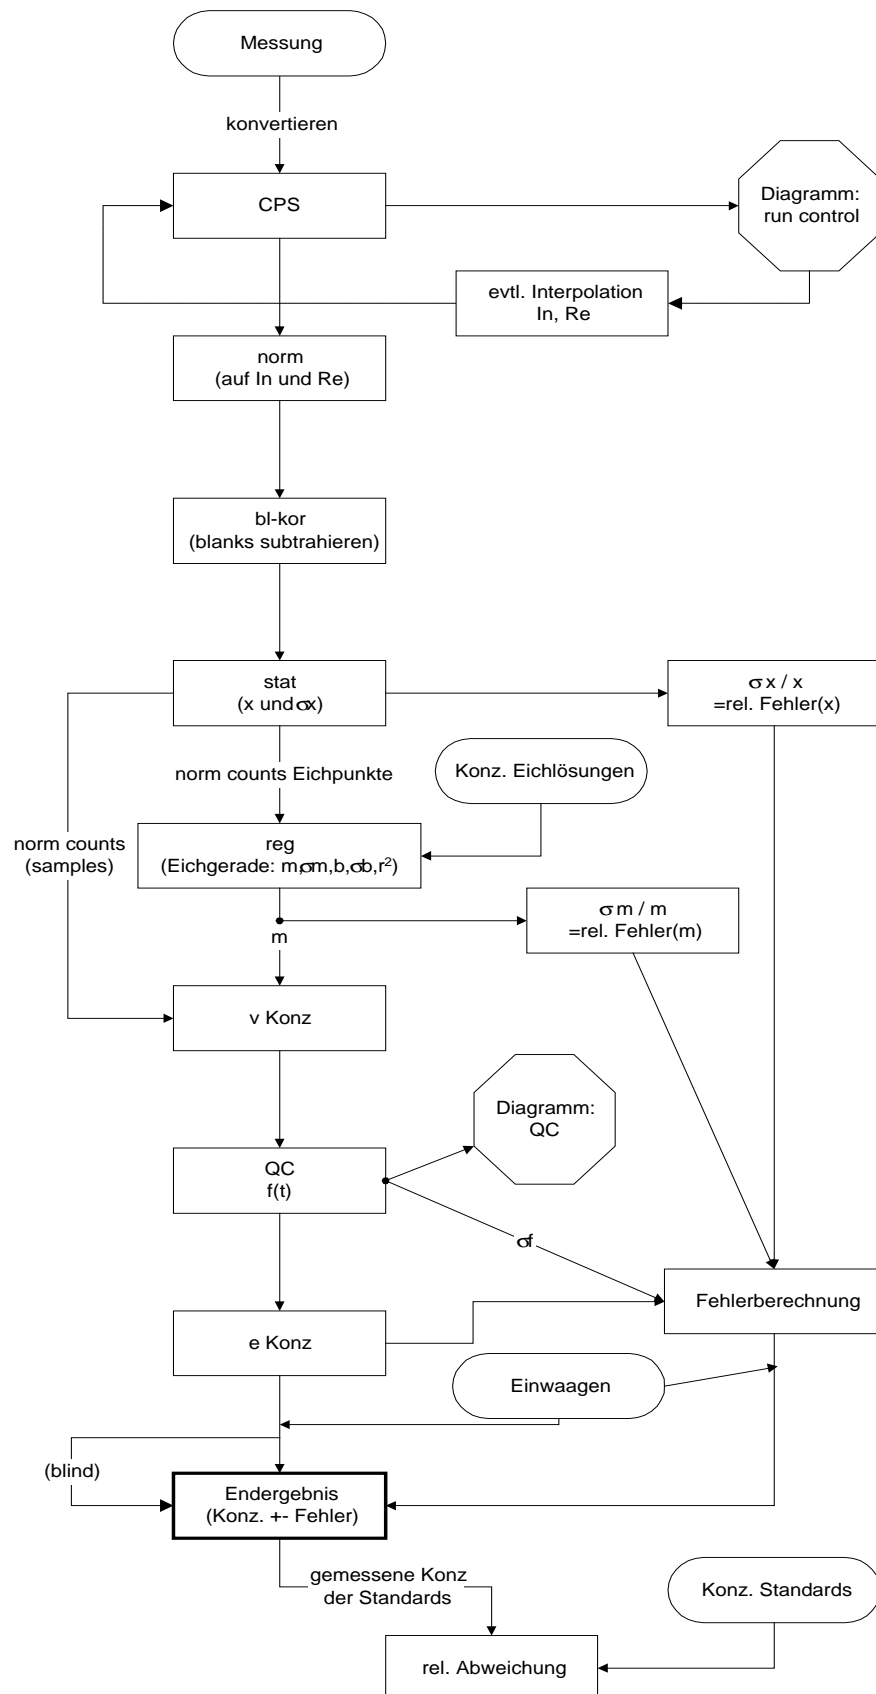 Messung
konvertieren
CPS
Diagramm:
run control
evtl. Interpolation
In, Re
norm
(auf In und Re)
bl-kor
(blanks subtrahieren)
stat
(x und σx)
σ x / x
=rel. Fehler(x)
norm counts Eichpunkte
Konz. Eichlösungen
norm counts
(samples)
reg
(Eichgerade: m,σm,b,σb,r²)
σ m / m
=rel. Fehler(m)
m
v Konz
Diagramm:
QC
QC
f(t)
σf
Fehlerberechnung
e Konz
Einwaagen
(blind)
Endergebnis
(Konz. +- Fehler)
gemessene Konz
der Standards
Konz. Standards
rel. Abweichung